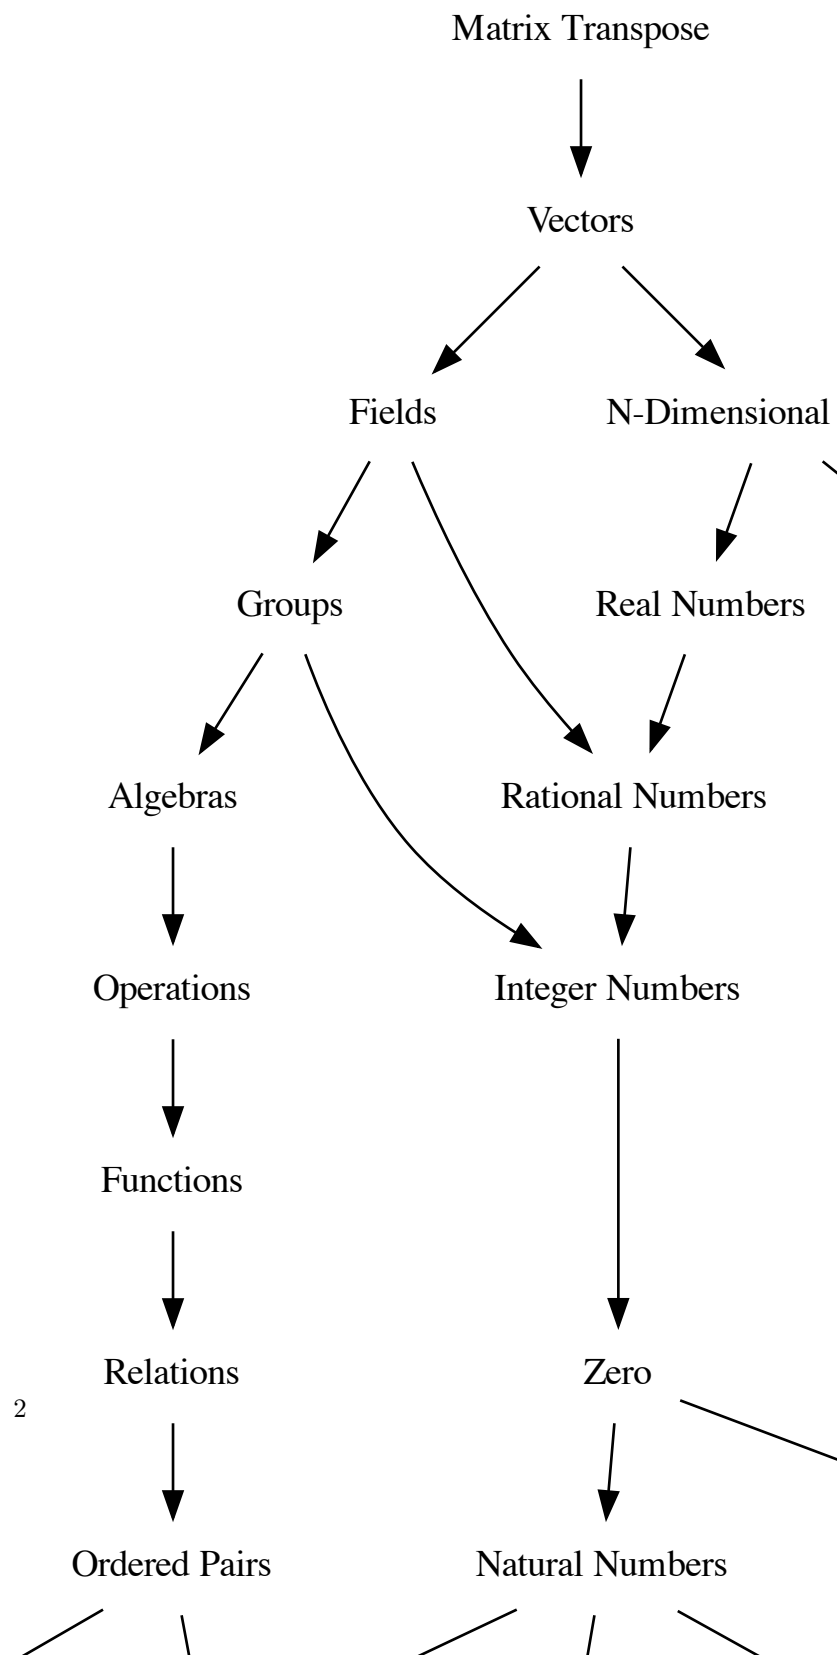 Matrix Transpose
Vectors
Fields
N-Dimensional
Groups
Real Numbers
Algebras
Rational Numbers
Operations
Integer Numbers
Functions
Relations
Zero
2
Ordered Pairs
Natural Numbers